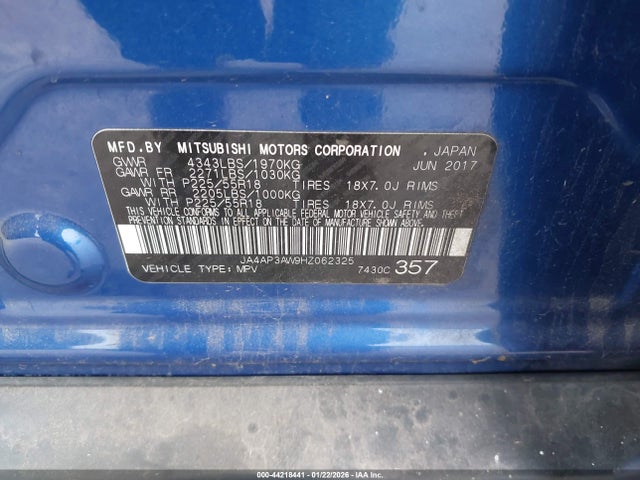 MFD.BY MITSUBISHI MOTORS CORPORATION . JAPAN
GVWR 4343LBS/1970KG JUN 2017
GAWR FR 2271LBS/1030KG
WITH P225/55R18 TIRES 18X7.0J RIMS
GAWR RR 2205LBS/1000KG
WITH P225/55R18 TIRES 18X7.0J RIMS
THIS VEHICLE CONFORMS TO ALL APPLICABLE FEDERAL MOTOR VEHICLE SAFETY AND THEFT
PREVENTION STANDARDS IN EFFECT ON THE DATE OF MANUFACTURE SHOWN ABOVE.
JA4AP3AW9HZ062325
VEHICLE TYPE: MPV 7430C 357
000-44218441 - 01/22/2026 - IAA Inc.